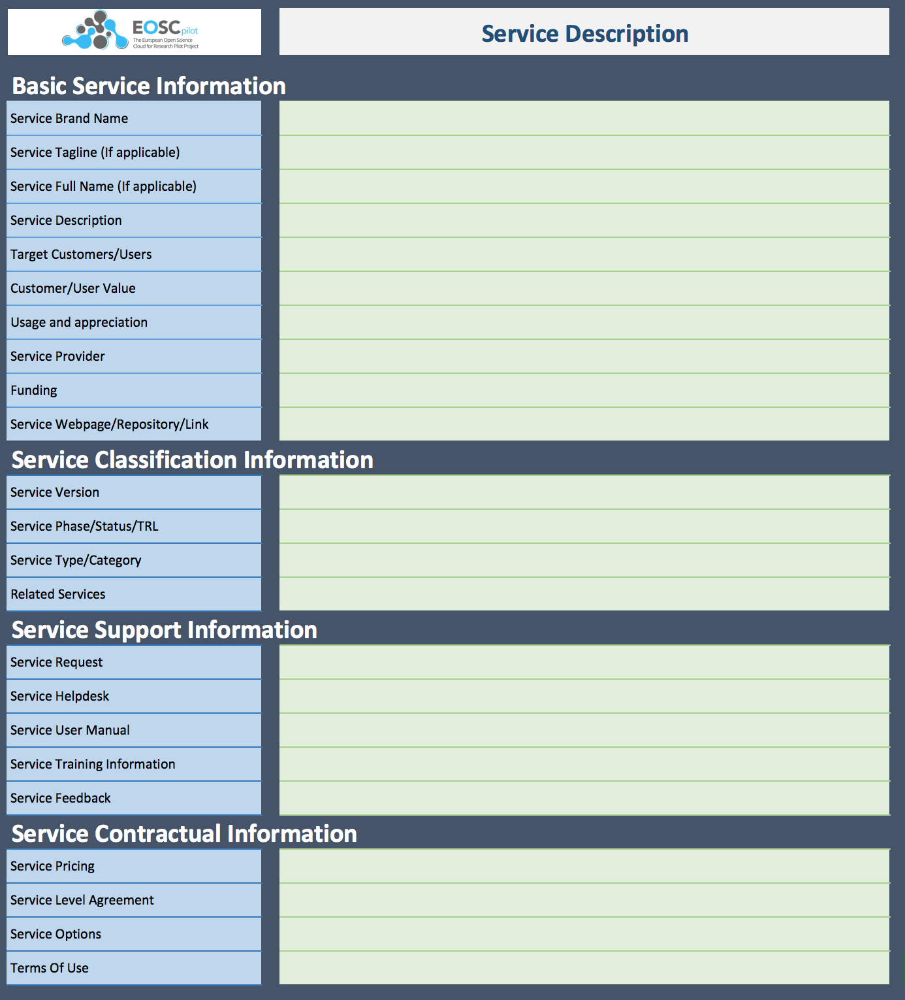 EOSC pilot
The European Open Science
Cloud for Research Pilot Project
Service Description
Basic Service Information
Service Brand Name
Service Tagline (If applicable)
Service Full Name (If applicable)
Service Description
Target Customers/Users
Customer/User Value
Usage and appreciation
Service Provider
Funding
Service Webpage/Repository/Link
Service Classification Information
Service Version
Service Phase/Status/TRL
Service Type/Category
Related Services
Service Support Information
Service Request
Service Helpdesk
Service User Manual
Service Training Information
Service Feedback
Service Contractual Information
Service Pricing
Service Level Agreement
Service Options
Terms Of Use